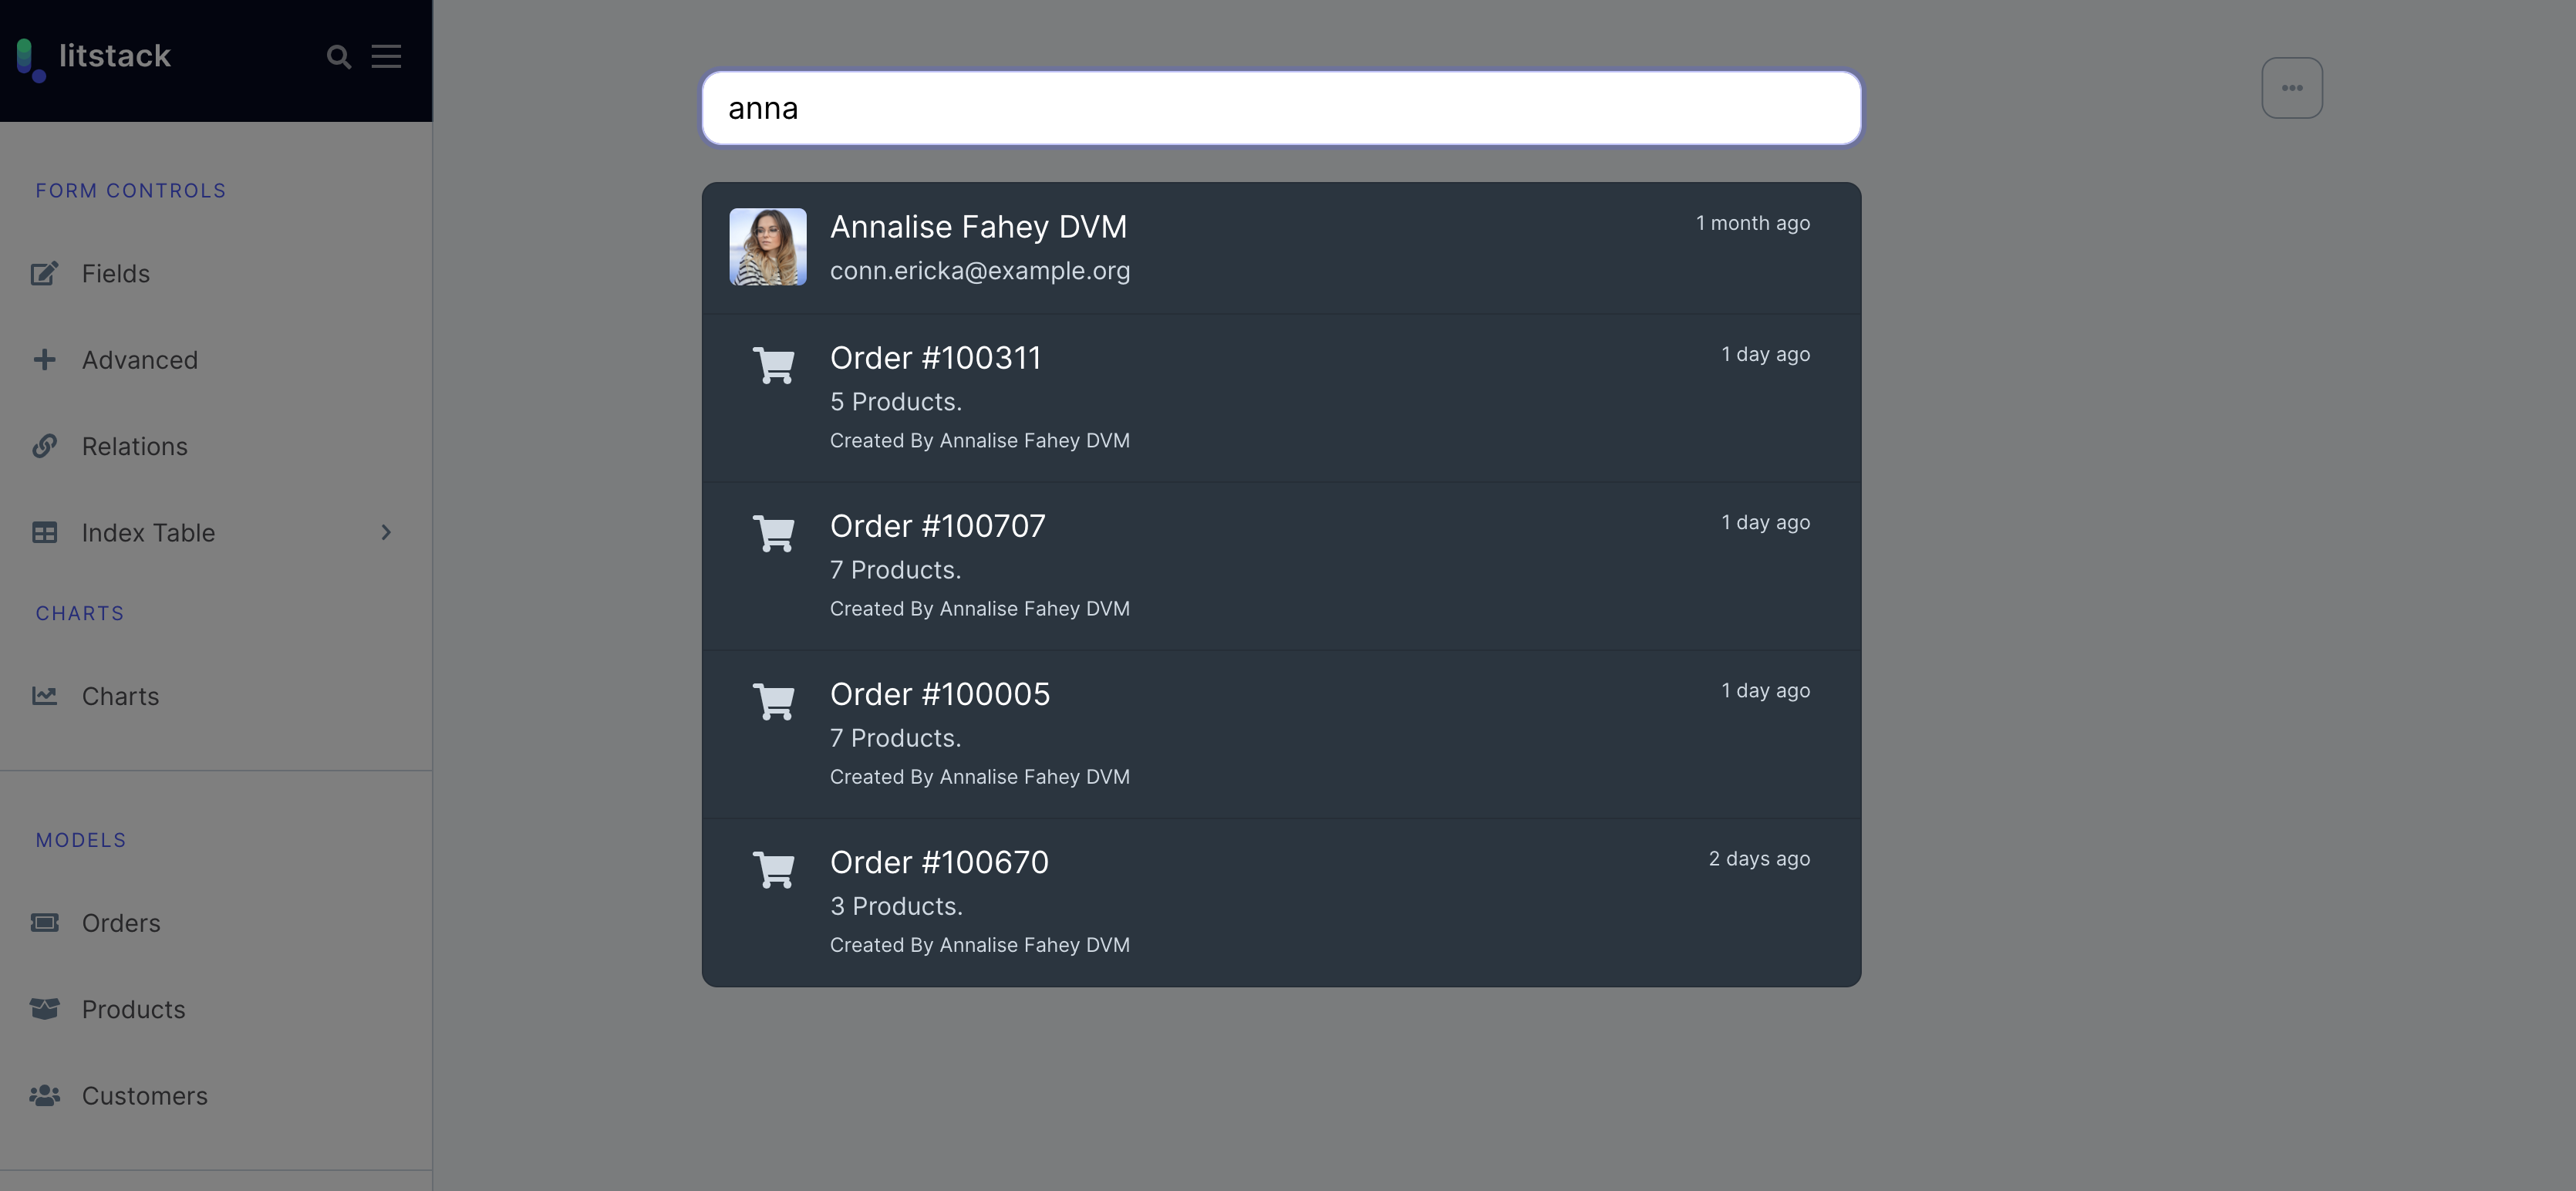 litstack
FORM CONTROLS
Fields
Advanced
Relations
Index Table
CHARTS
Charts
MODELS
Orders
Products
Customers
anna
Annalise Fahey DVM
1 month ago
conn.ericka@example.org
Order #100311
1 day ago
5 Products.
Created By Annalise Fahey DVM
Order #100707
1 day ago
7 Products.
Created By Annalise Fahey DVM
Order #100005
1 day ago
7 Products.
Created By Annalise Fahey DVM
Order #100670
2 days ago
3 Products.
Created By Annalise Fahey DVM